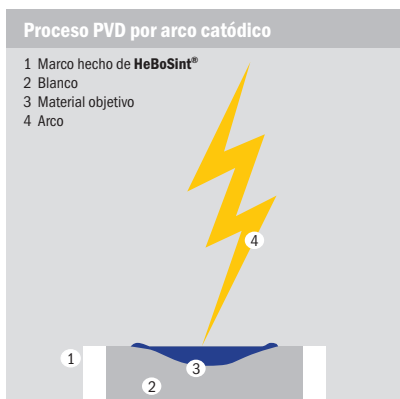 Proceso PVD por arco catódico
1 Marco hecho de HeBoSint®
2 Blanco
3 Material objetivo
4 Arco
4
1
3
2